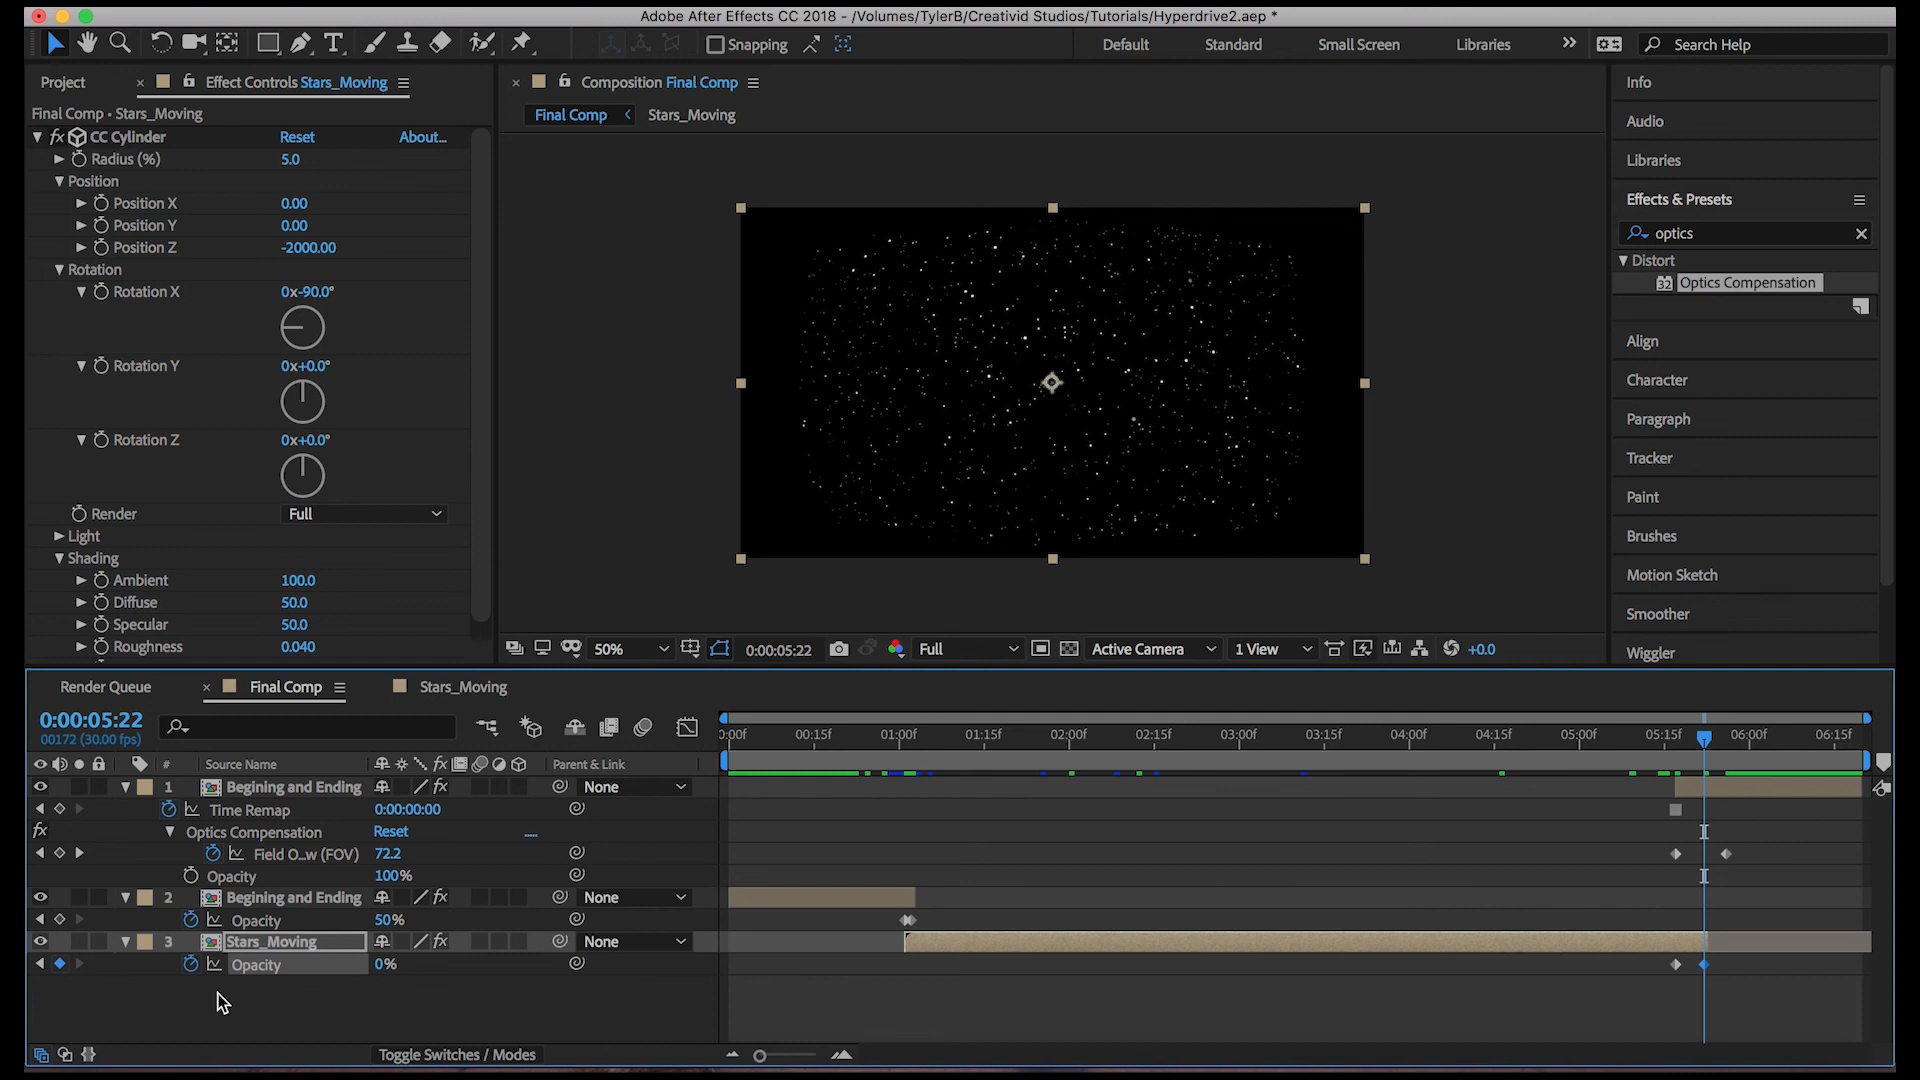 Adobe After Effects CC 2018 - /Volumes/TylerB/Creativid Studios/Tutorials/Hyperdrive2.aep *
Snapping
Default
Standard
Small Screen
Libraries
Search Help
Project
Effect Controls Stars_Moving
Final Comp • Stars_Moving
fx CC Cylinder Reset About...
Radius (%) 5.0
Position
Position X 0.00
Position Y 0.00
Position Z -2000.00
Rotation
Rotation X 0x-90.0°
Rotation Y 0x+0.0°
Rotation Z 0x+0.0°
Render Full
Light
Shading
Ambient 100.0
Diffuse 50.0
Specular 50.0
Roughness 0.040
Composition Final Comp
Final Comp
Stars_Moving
50%
0:00:05:22
Full
Active Camera
1 View
+0.0
Info
Audio
Libraries
Effects & Presets
optics
Distort
32 Optics Compensation
Align
Character
Paragraph
Tracker
Paint
Brushes
Motion Sketch
Smoother
Wiggler
Render Queue
Final Comp
Stars_Moving
0:00:05:22
00172 (30.00 fps)
# Source Name fx Parent & Link
:00f 00:15f 01:00f 01:15f 02:00f 02:15f 03:00f 03:15f 04:00f 04:15f 05:00f 05:15f 06:00f 06:15f
1 Begining and Ending fx None
Time Remap 0:00:00:00
fx Optics Compensation Reset
Field O...w (FOV) 72.2
Opacity 100%
2 Begining and Ending fx None
Opacity 50%
3 Stars_Moving fx None
Opacity 0%
Toggle Switches / Modes